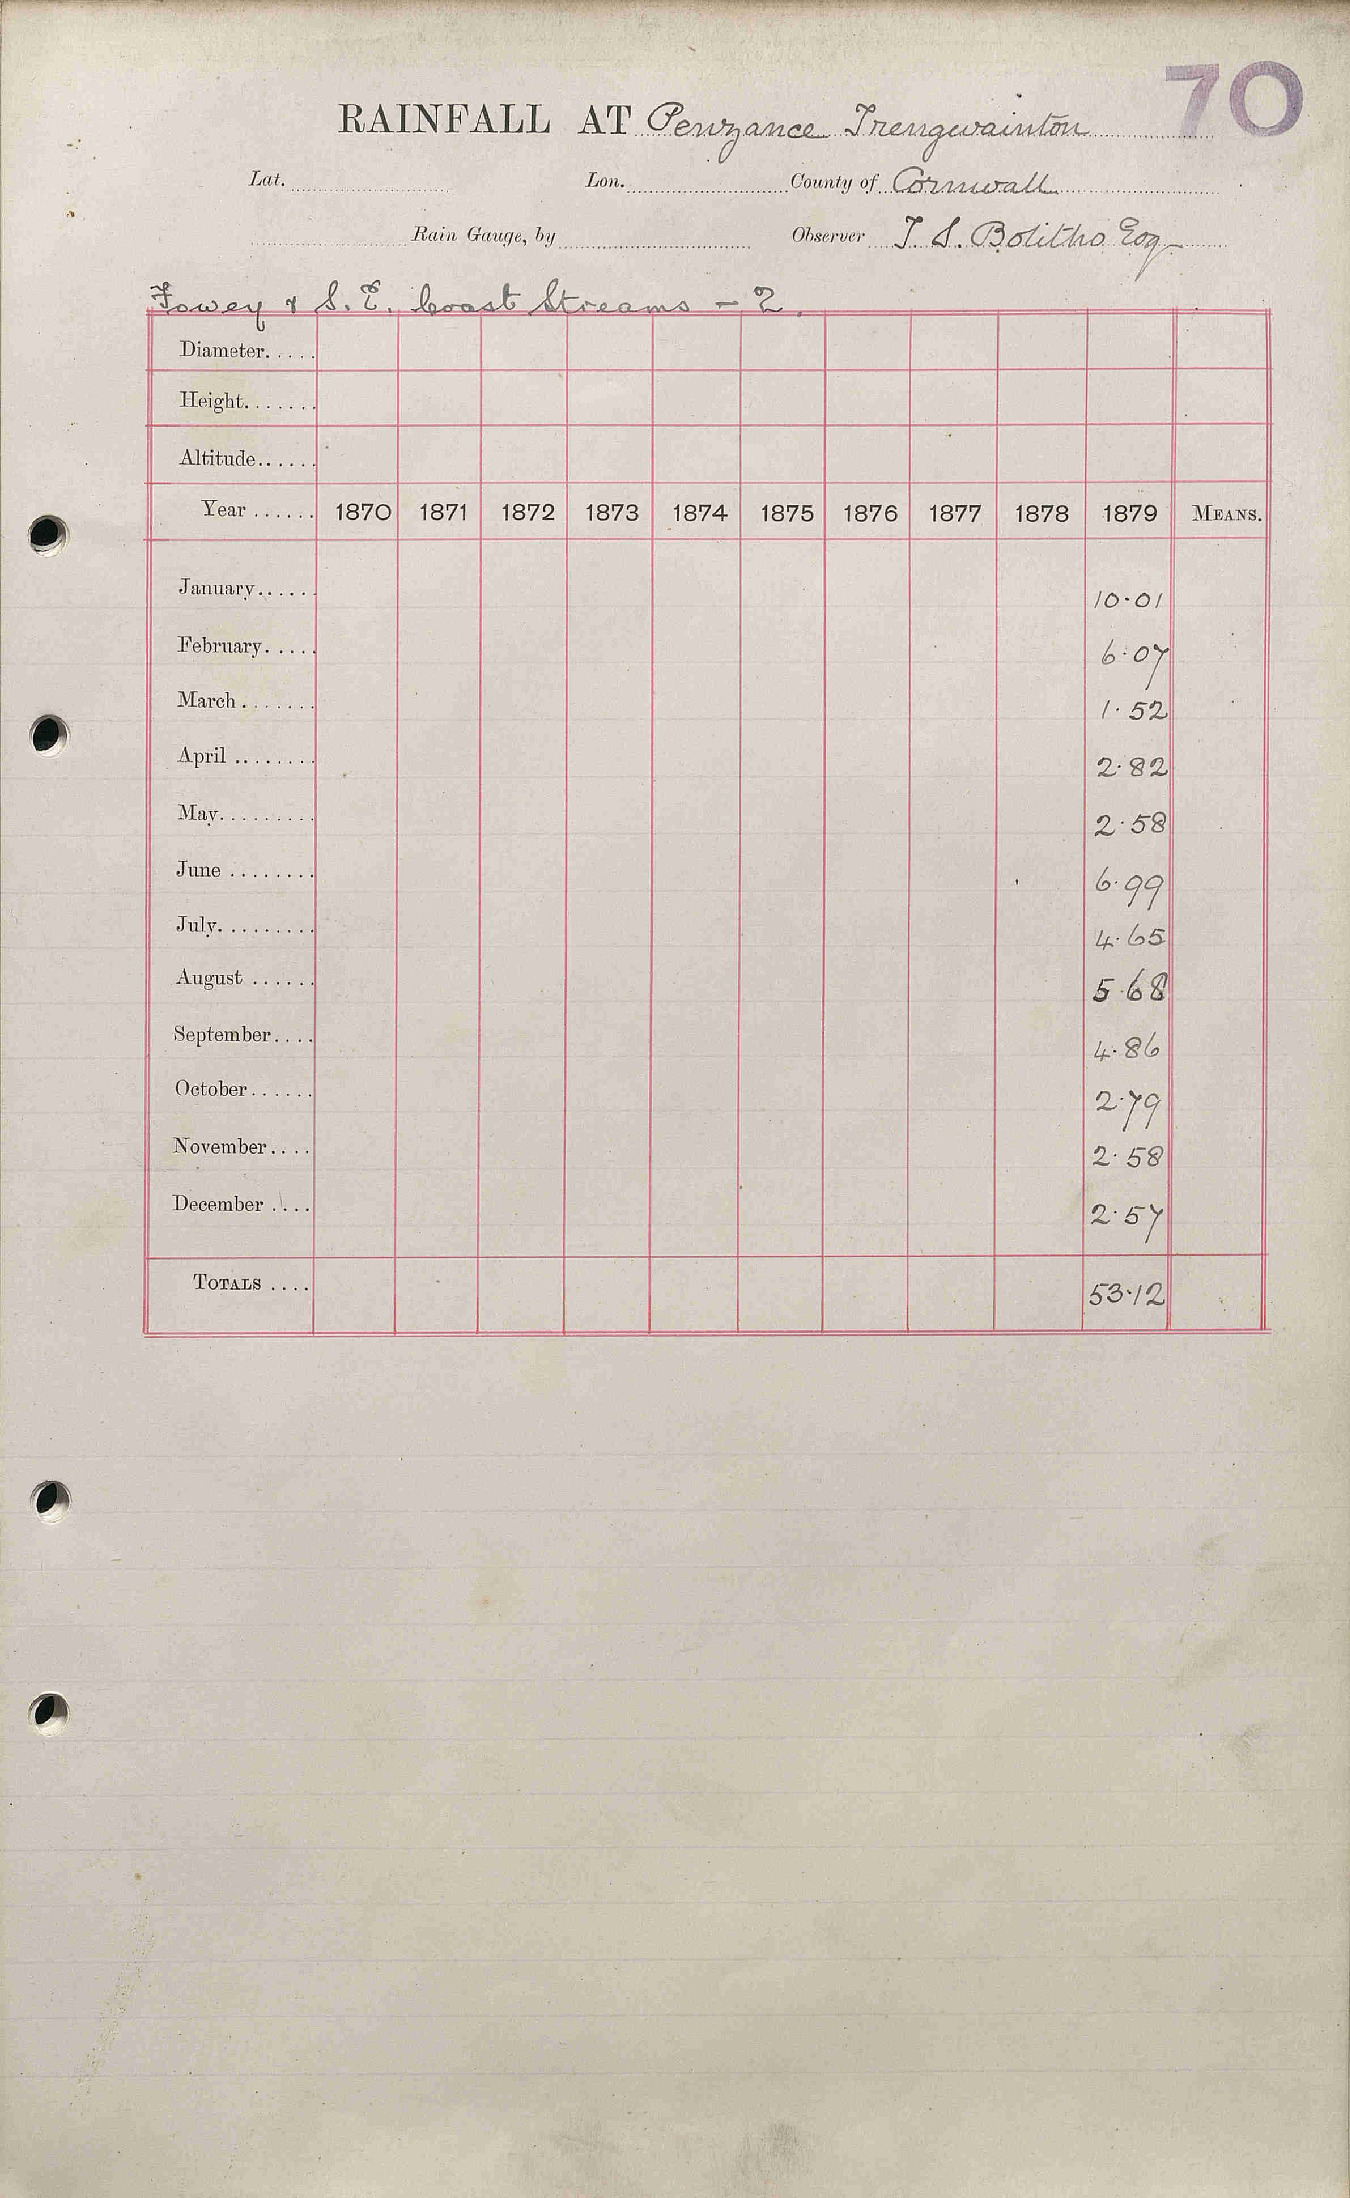 70
RAINFALL AT Penzance Trengwainton
Lat. Lon. County of Cornwall
Rain Gauge, by Observer T. S. Bolitho Esq
Fowey & S. E. Coast Streams - 2.
Diameter.....
Height.......
Altitude......
Year ...... 1870 1871 1872 1873 1874 1875 1876 1877 1878 1879 MEANS.
January...... 10.01
February..... 6.07
March....... 1.52
April ........ 2.82
May......... 2.58
June ........ 6.99
July......... 4.65
August ...... 5.68
September.... 4.86
October...... 2.79
November.... 2.58
December .... 2.57
TOTALS .... 53.12